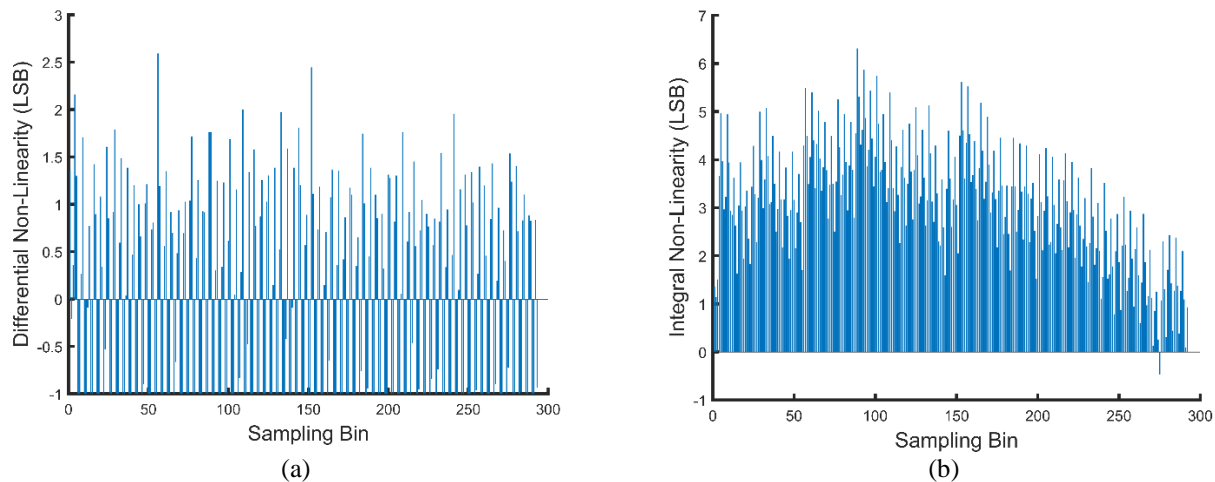 3
2.5
2
1.5
1
0.5
0
-0.5
-1
Differential Non-Linearity (LSB)
0 50 100 150 200 250 300
Sampling Bin
(a)
7
6
5
4
3
2
1
0
-1
Integral Non-Linearity (LSB)
0 50 100 150 200 250 300
Sampling Bin
(b)